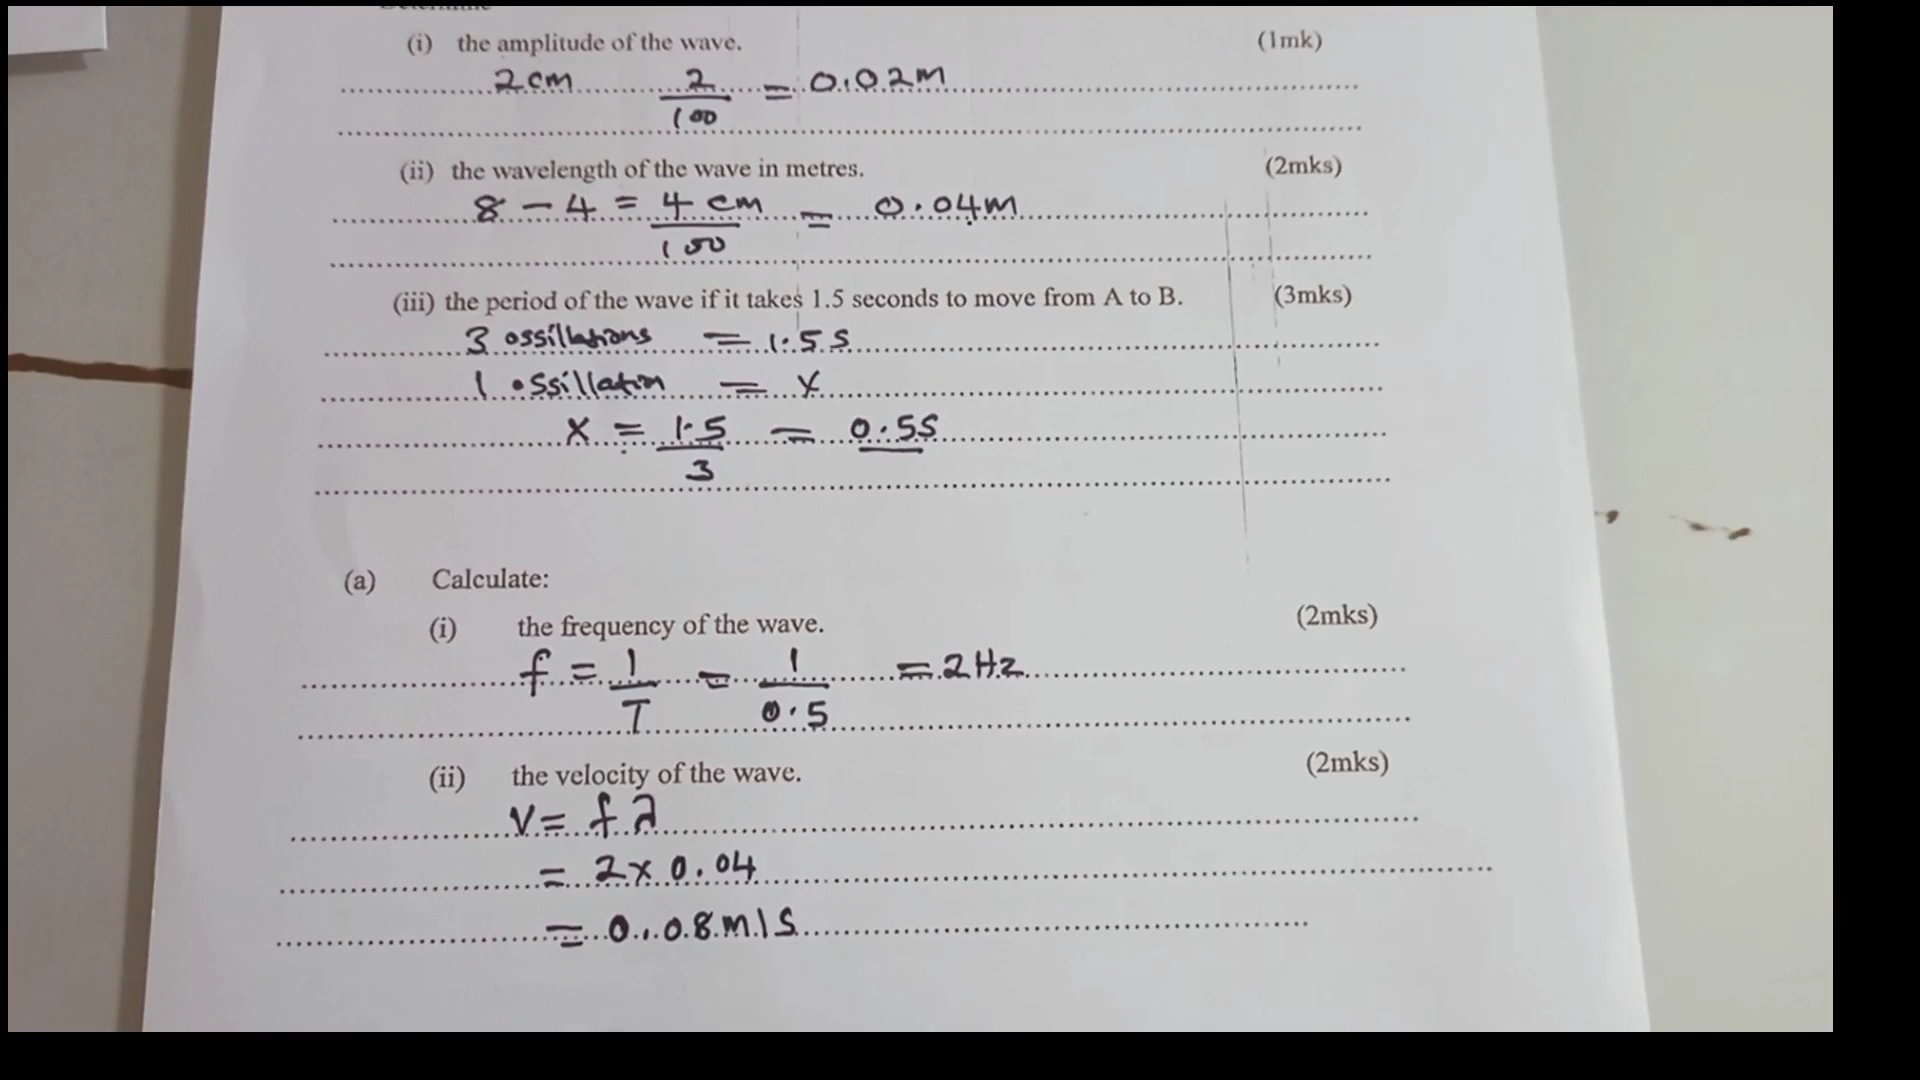 Determine
(i) the amplitude of the wave. (1mk)
2cm 2/100 = 0.02m
(ii) the wavelength of the wave in metres. (2mks)
8 - 4 = 4 cm/100 = 0.04m
(iii) the period of the wave if it takes 1.5 seconds to move from A to B. (3mks)
3 ossillations = 1.5 s
1 ossillation = x
x = 1.5/3 = 0.5s
(a) Calculate:
(i) the frequency of the wave. (2mks)
f = 1/T = 1/0.5 = 2Hz
(ii) the velocity of the wave. (2mks)
V = fλ
= 2 x 0.04
= 0.08m/s